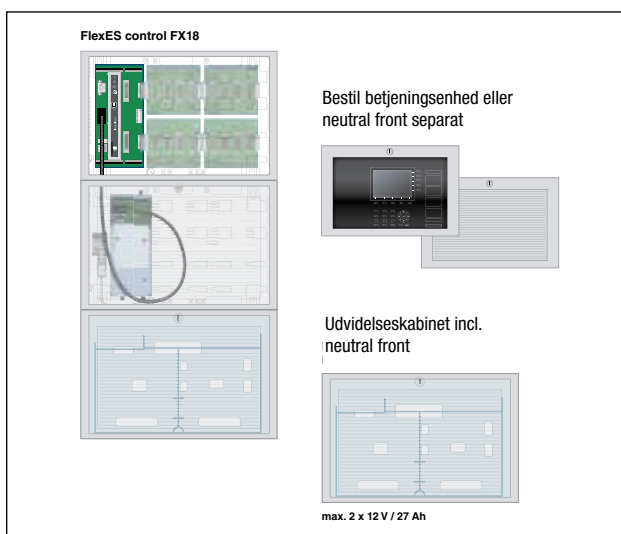 FlexES control FX18
Bestil betjeningsenhed eller
neutral front separat
Udvidelseskabinet incl.
neutral front
max. 2 x 12 V / 27 Ah